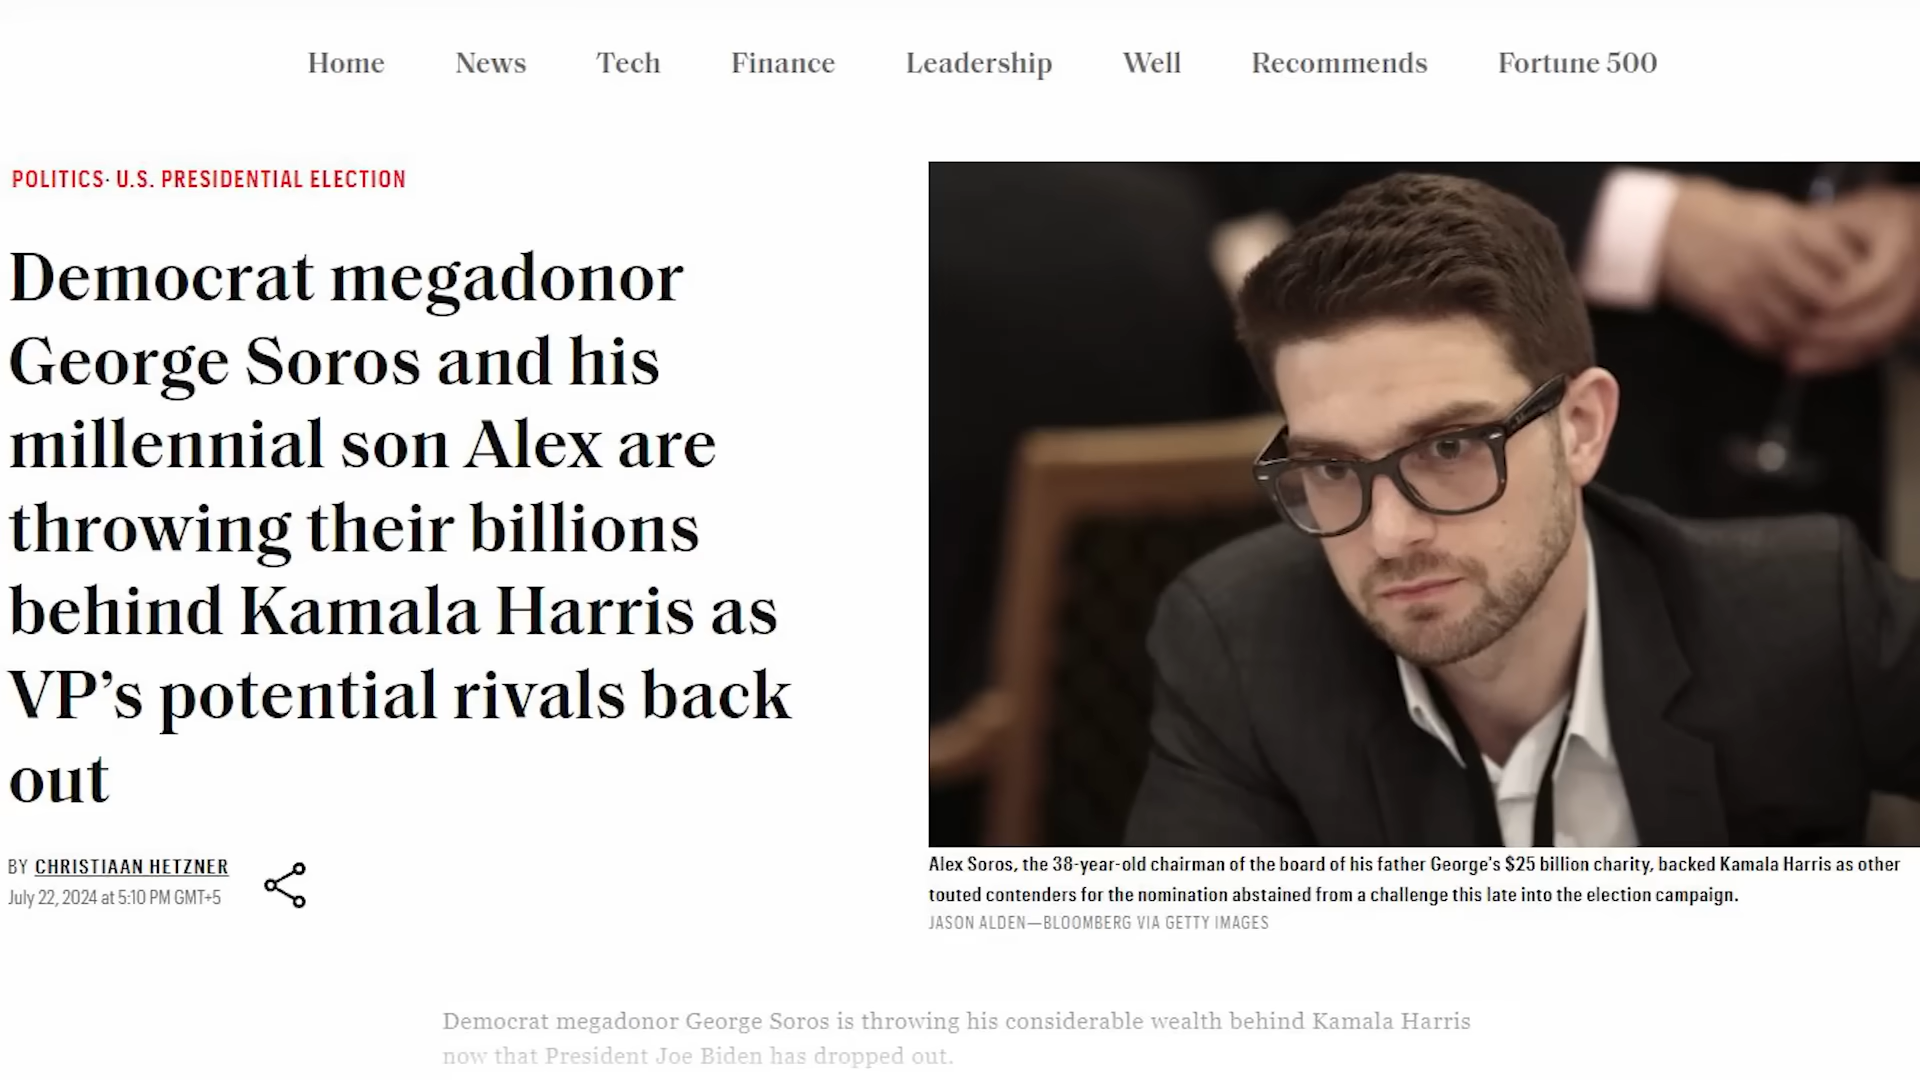 Home News Tech Finance Leadership Well Recommends Fortune 500
POLITICS· U.S. PRESIDENTIAL ELECTION
Democrat megadonor
George Soros and his
millennial son Alex are
throwing their billions
behind Kamala Harris as
VP’s potential rivals back
out
BY CHRISTIAAN HETZNER
July 22, 2024 at 5:10 PM GMT+5
Alex Soros, the 38-year-old chairman of the board of his father George's $25 billion charity, backed Kamala Harris as other
touted contenders for the nomination abstained from a challenge this late into the election campaign.
JASON ALDEN—BLOOMBERG VIA GETTY IMAGES
Democrat megadonor George Soros is throwing his considerable wealth behind Kamala Harris
now that President Joe Biden has dropped out.